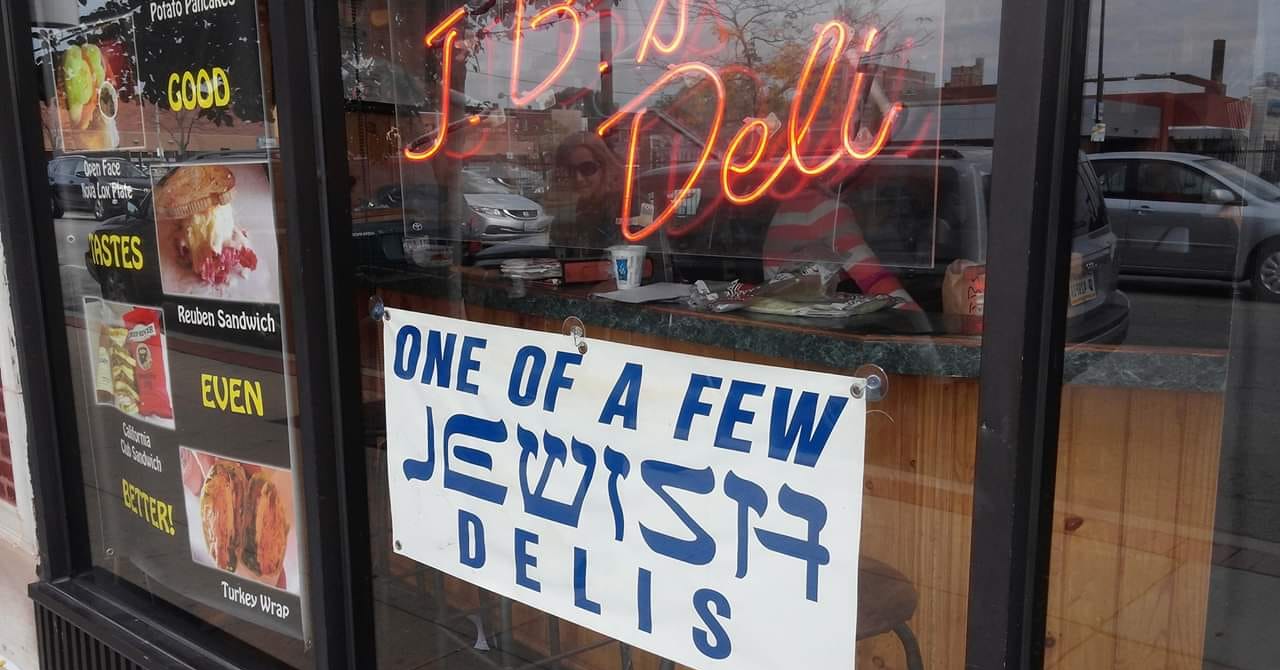 Potato Pancakes
GOOD
Open Face
Nova Lox Plate
TASTES
Reuben Sandwich
EVEN
California
Club Sandwich
BETTER!
Turkey Wrap
J.B.'s
Deli
ONE OF A FEW
JEWISH
DELIS